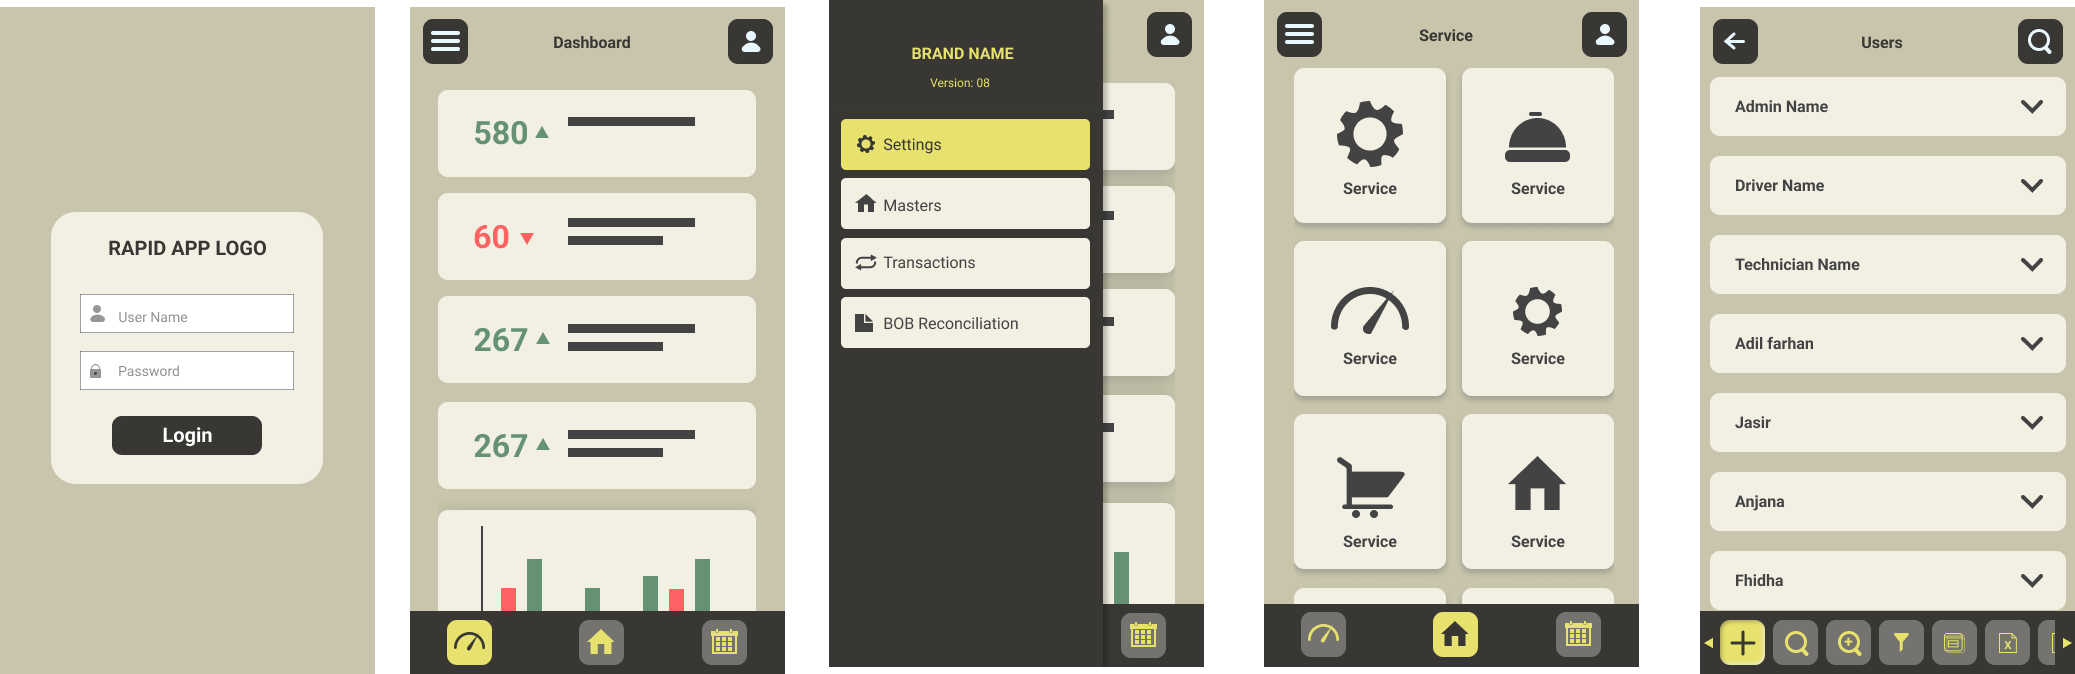 RAPID APP LOGO
User Name
Password
Login
Dashboard
580
60
267
267
BRAND NAME
Version: 08
Settings
Masters
Transactions
BOB Reconciliation
Service
Service
Service
Service
Service
Service
Service
Users
Admin Name
Driver Name
Technician Name
Adil farhan
Jasir
Anjana
Fhidha
X